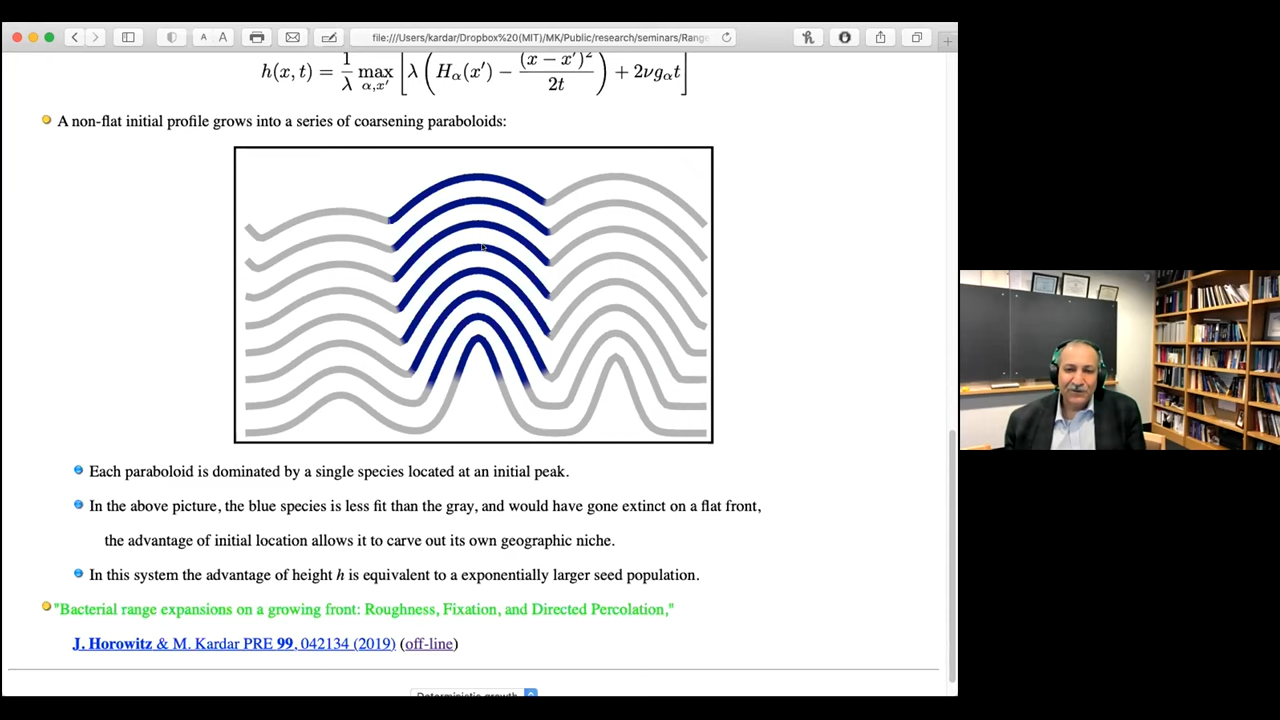 A A file:///Users/kardar/Dropbox%20(MIT)/MK/Public/research/seminars/Range
h(x, t) = 1/λ max_{α,x'} [ λ ( H_α(x') − (x − x')²/2t ) + 2νg_αt ]
A non-flat initial profile grows into a series of coarsening paraboloids:
Each paraboloid is dominated by a single species located at an initial peak.
In the above picture, the blue species is less fit than the gray, and would have gone extinct on a flat front,
the advantage of initial location allows it to carve out its own geographic niche.
In this system the advantage of height h is equivalent to a exponentially larger seed population.
"Bacterial range expansions on a growing front: Roughness, Fixation, and Directed Percolation,"
J. Horowitz & M. Kardar PRE 99, 042134 (2019) (off-line)
Deterministic growth